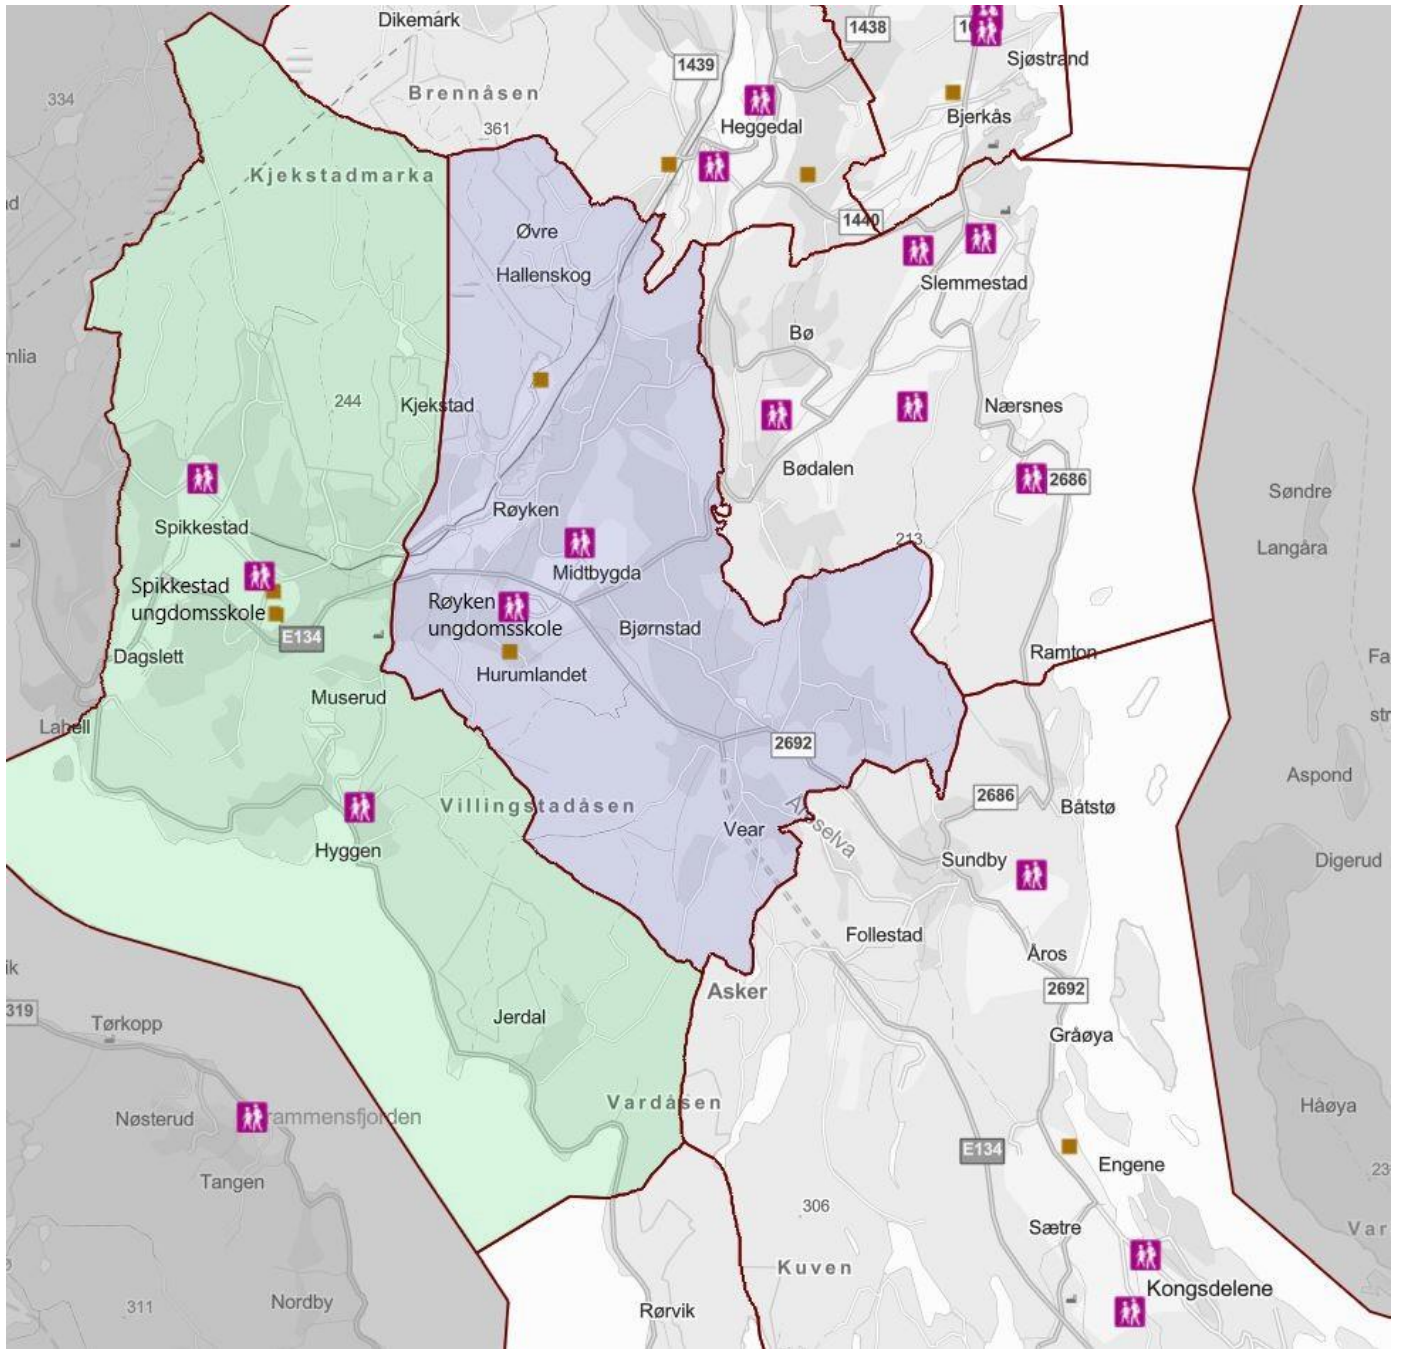 Dikemark
1438
Sjøstrand
1439
Brennåsen
334
Bjerkås
Heggedal
361
Kjekstadmarka
1440
Øvre
Hallenskog
Slemmestad
Bø
mlia
244
Kjekstad
Nærsnes
Bødalen
2686
Søndre
Langåra
Røyken
Spikkestad
213
Midtbygda
Spikkestad
ungdomsskole
Røyken
ungdomsskole
Bjørnstad
E134
Dagslett
Ramton
Hurumlandet
Muserud
Lahell
2692
Aspond
2686
Båtstø
Villingstadåsen
Vear
Hyggen
Sundby
Digerud
Follestad
Åros
ik
Asker
2692
319
Tørkopp
Jerdal
Gråøya
Vardåsen
Håøya
Nøsterud
rammensfjorden
E134
Engene
Tangen
306
Sætre
Var
Kuven
Kongsdelene
311
Nordby
Rørvik